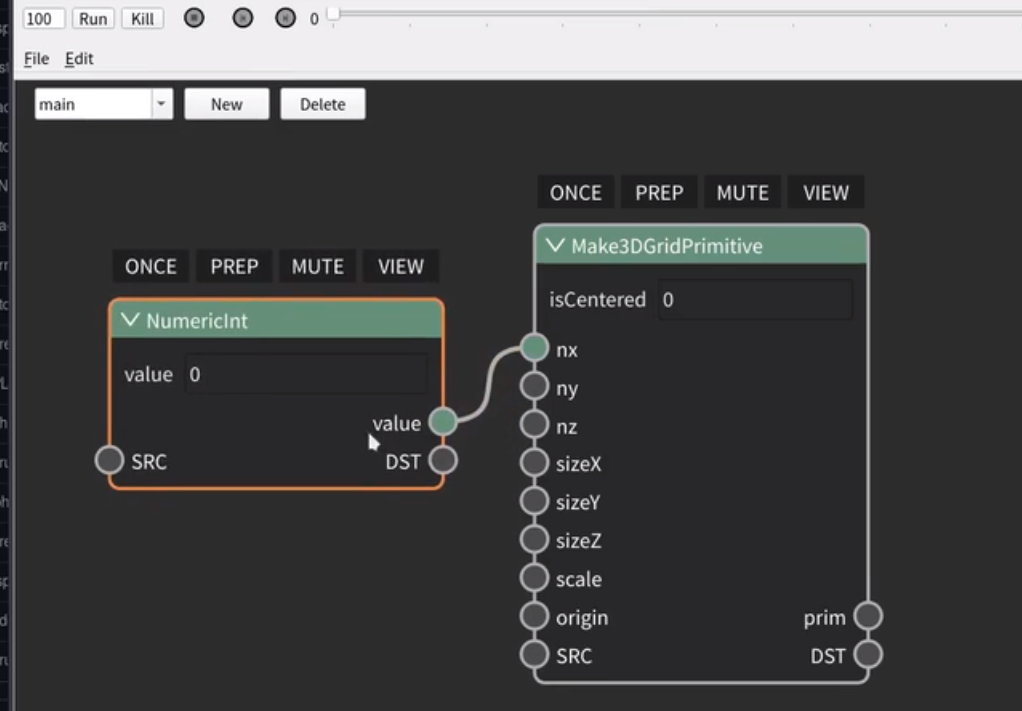 100 Run Kill 0
File Edit
main New Delete
ONCE PREP MUTE VIEW
Make3DGridPrimitive
isCentered 0
nx
ny
nz
sizeX
sizeY
sizeZ
scale
origin prim
SRC DST
ONCE PREP MUTE VIEW
NumericInt
value 0
value
SRC DST